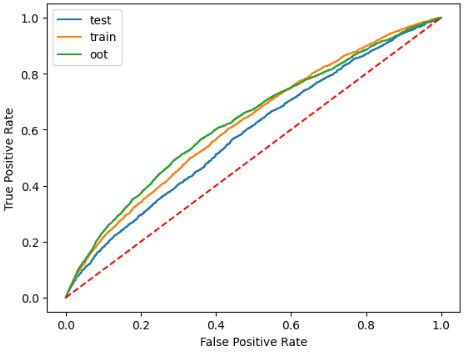 test
train
oot
1.0
0.8
0.6
0.4
0.2
0.0
True Positive Rate
0.0 0.2 0.4 0.6 0.8 1.0
False Positive Rate